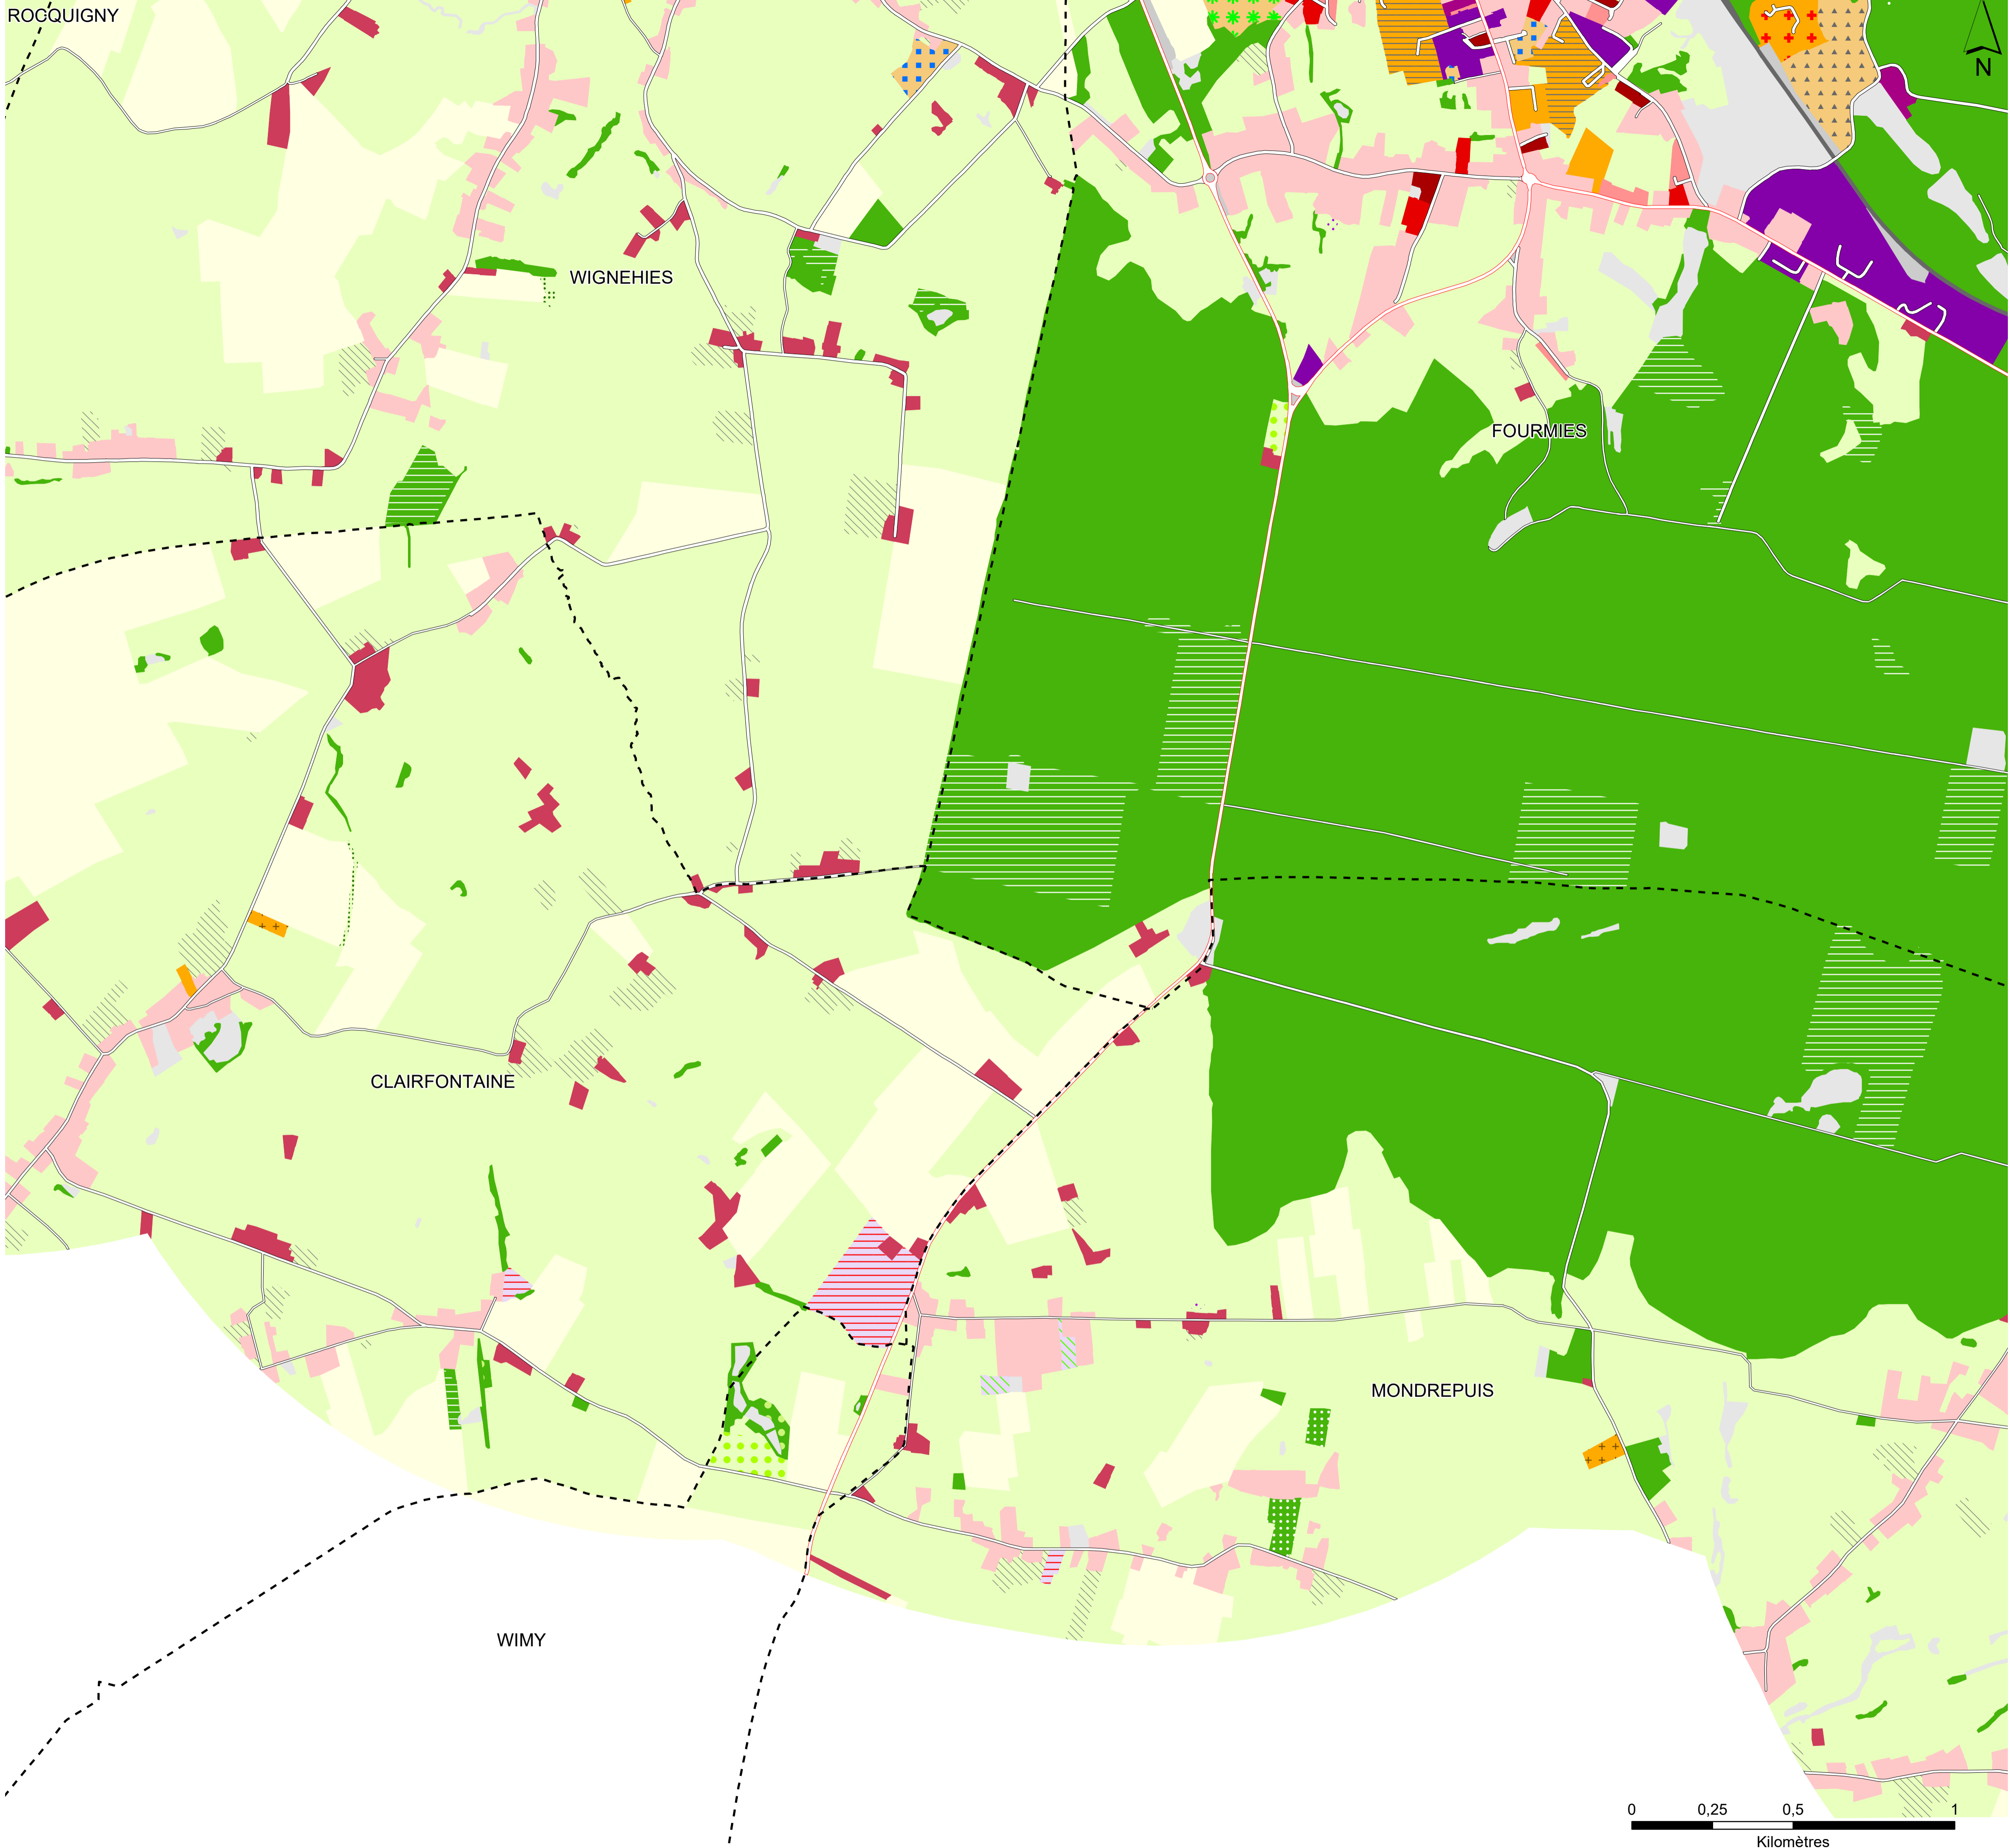 ROCQUIGNY
N
WIGNEHIES
FOURMIES
CLAIRFONTAINE
MONDREPUIS
WIMY
0 0,25 0,5 1
Kilomètres